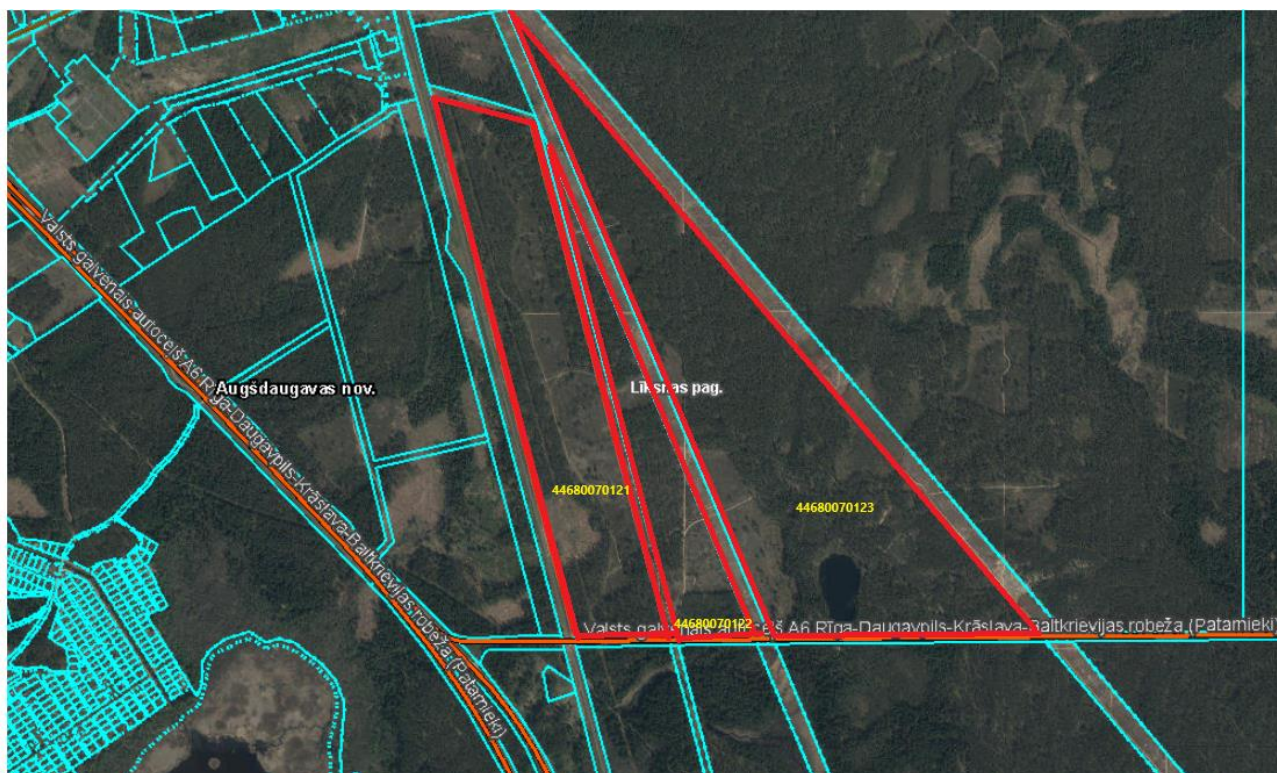 Valsts galvenais autoceļš A6 Rīga-Daugavpils-Krāslava-Baltkrievijas robeža (Patarnieki)
Augšdaugavas nov.
Līksnas pag.
44680070121
44680070123
44680070122
Valsts galvenais autoceļš A6 Rīga-Daugavpils-Krāslava-Baltkrievijas robeža (Patarnieki)